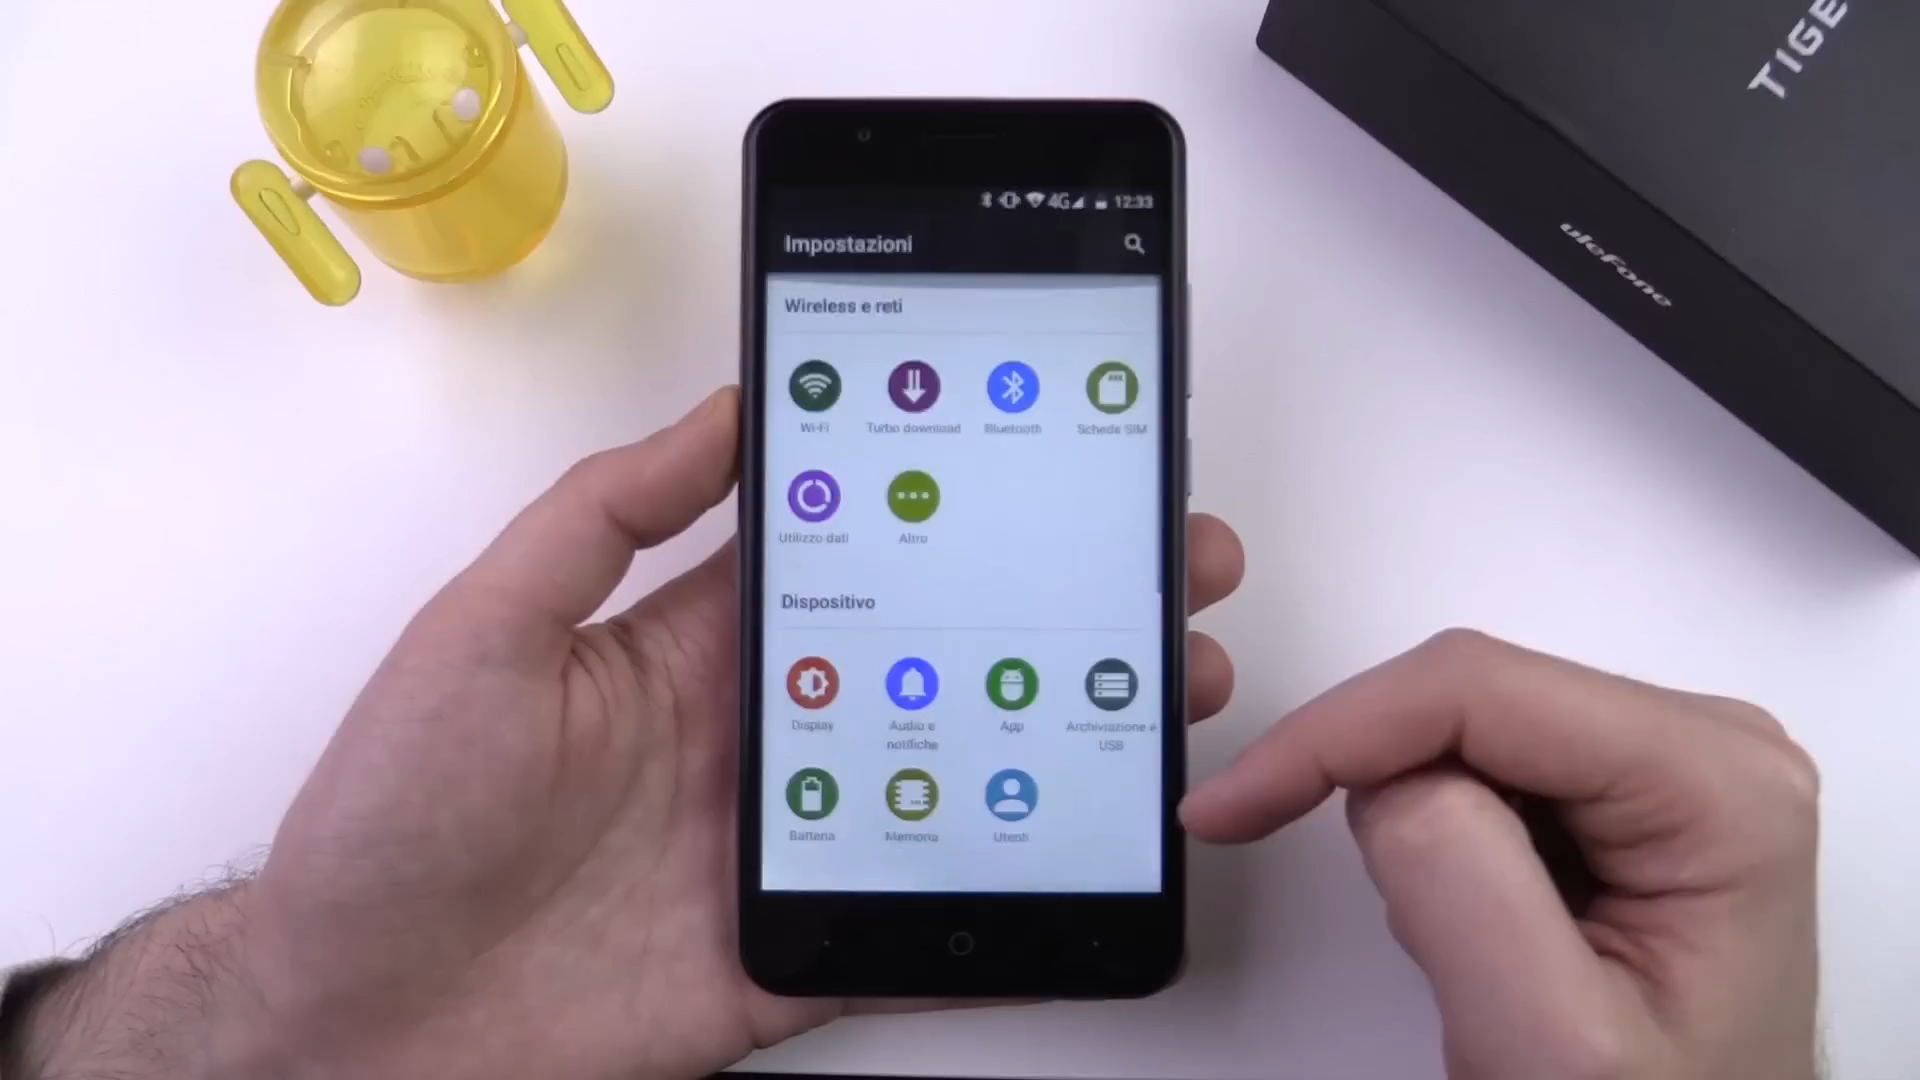 TIGE
ulefone
4G 12:33
Impostazioni
Wireless e reti
Wi-Fi
Turbo download
Bluetooth
Schede SIM
Utilizzo dati
Altro
Dispositivo
Display
Audio e
notifiche
App
Archiviazione e
USB
Batteria
Memoria
Utenti